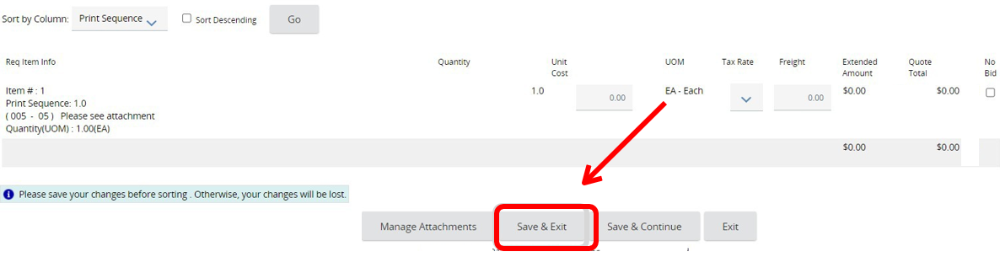 Sort by Column: Print Sequence Sort Descending Go
Req Item Info Quantity Unit Cost UOM Tax Rate Freight Extended Amount Quote Total No Bid
Item # : 1 1.0 0.00 EA - Each 0.00 $0.00 $0.00
Print Sequence: 1.0
( 005 - 05 ) Please see attachment
Quantity(UOM) : 1.00(EA)
$0.00 $0.00
Please save your changes before sorting . Otherwise, your changes will be lost.
Manage Attachments Save & Exit Save & Continue Exit